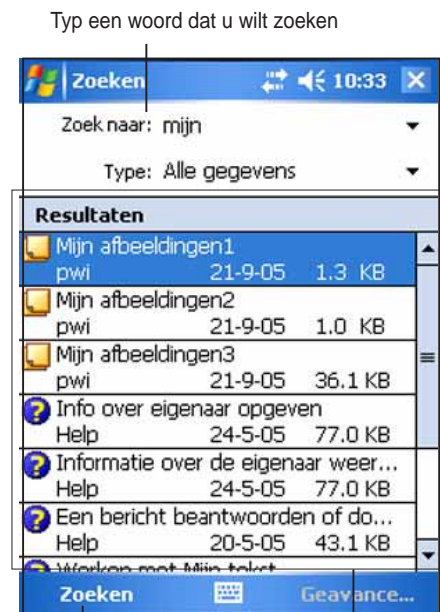 Typ een woord dat u wilt zoeken
Zoeken 10:33
Zoek naar: mijn
Type: Alle gegevens
Resultaten
Mijn afbeeldingen1
pwi 21-9-05 1.3 KB
Mijn afbeeldingen2
pwi 21-9-05 1.0 KB
Mijn afbeeldingen3
pwi 21-9-05 36.1 KB
Info over eigenaar opgeven
Help 24-5-05 77.0 KB
Informatie over de eigenaar weer...
Help 24-5-05 77.0 KB
Een bericht beantwoorden of do...
Help 20-5-05 43.1 KB
Werken met Mijn tekst
Zoeken Geavance...